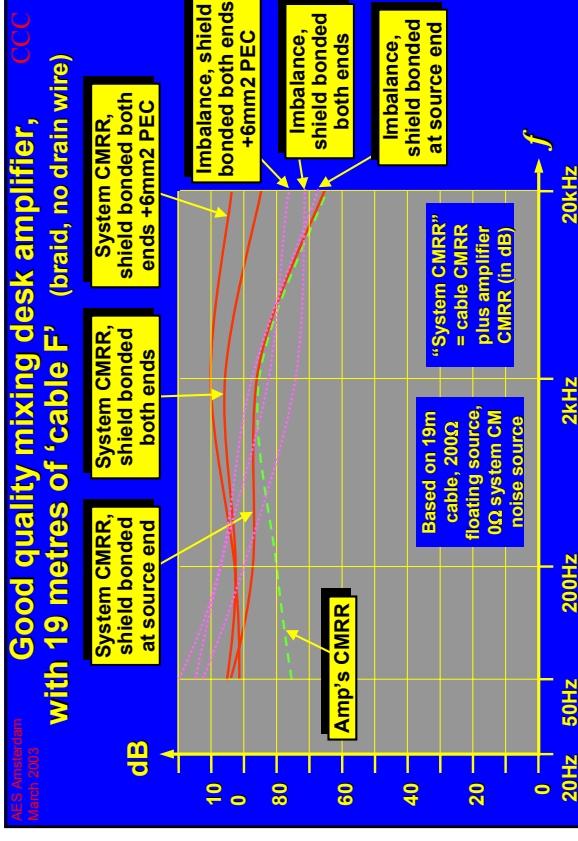 AES Amsterdam
March 2003
CCC
Good quality mixing desk amplifier,
with 19 metres of ‘cable F’ (braid, no drain wire)
System CMRR,
shield bonded
at source end
System CMRR,
shield bonded
both ends
System CMRR,
shield bonded both
ends +6mm2 PEC
Imbalance, shield
bonded both ends
+6mm2 PEC
Imbalance,
shield bonded
both ends
Imbalance,
shield bonded
at source end
dB
10
0
80
60
40
20
0
Amp’s CMRR
Based on 19m
cable, 200Ω
floating source,
0Ω system CM
noise source
“System CMRR”
= cable CMRR
plus amplifier
CMRR (in dB)
f
20Hz
50Hz
200Hz
2kHz
20kHz